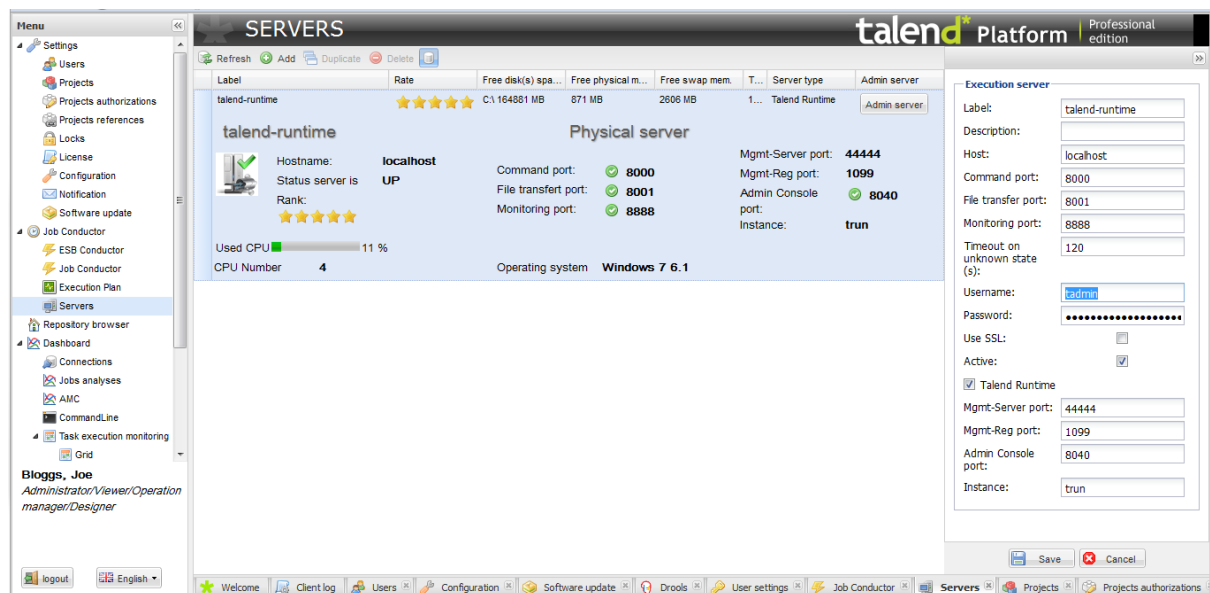 Menu
Settings
Users
Projects
Projects authorizations
Projects references
Locks
License
Configuration
Notification
Software update
Job Conductor
ESB Conductor
Job Conductor
Execution Plan
Servers
Repository browser
Dashboard
Connections
Jobs analyses
AMC
CommandLine
Task execution monitoring
Grid
Bloggs, Joe
Administrator/Viewer/Operation
manager/Designer
logout English
SERVERS
talend* Platform Professional
edition
Refresh Add Duplicate Delete
Label Rate Free disk(s) spa... Free physical m... Free swap mem. T... Server type Admin server
talend-runtime C:\ 164881 MB 871 MB 2606 MB 1... Talend Runtime Admin server
talend-runtime Physical server
Hostname: localhost
Status server is UP
Rank:
Command port: 8000
File transfert port: 8001
Monitoring port: 8888
Mgmt-Server port: 44444
Mgmt-Reg port: 1099
Admin Console 8040
port:
Instance: trun
Used CPU 11 %
CPU Number 4 Operating system Windows 7 6.1
Execution server
Label: talend-runtime
Description:
Host: localhost
Command port: 8000
File transfer port: 8001
Monitoring port: 8888
Timeout on 120
unknown state
(s):
Username: tadmin
Password:
Use SSL:
Active:
Talend Runtime
Mgmt-Server port: 44444
Mgmt-Reg port: 1099
Admin Console 8040
port:
Instance: trun
Save Cancel
Welcome Client log Users Configuration Software update Drools User settings Job Conductor Servers Projects Projects authorizations